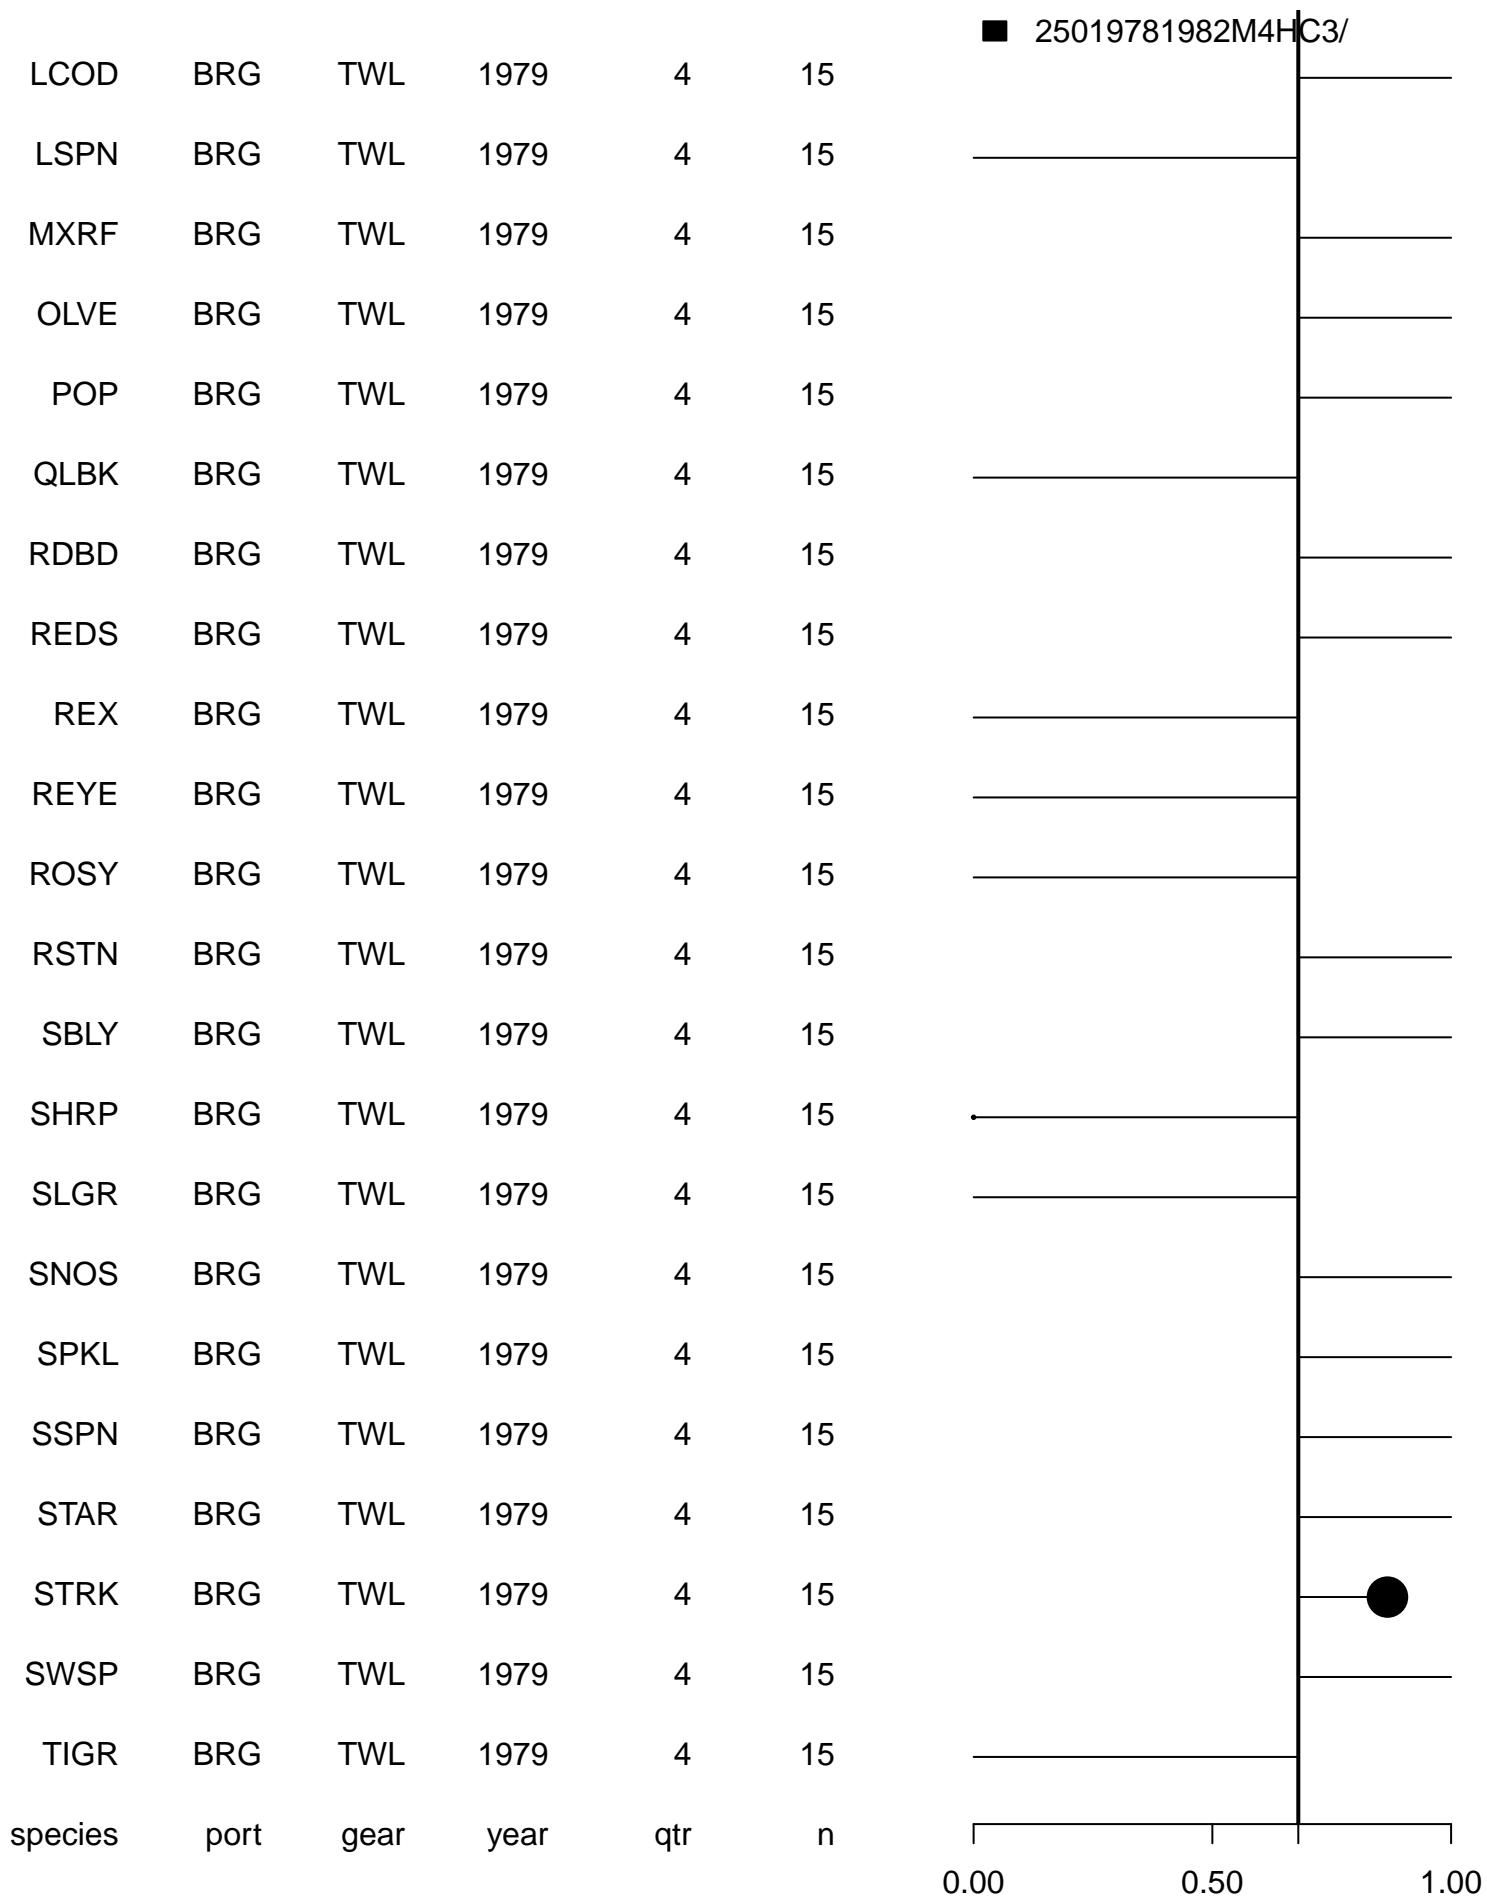 25019781982M4HC3/
LCOD BRG TWL 1979 4 15
LSPN BRG TWL 1979 4 15
MXRF BRG TWL 1979 4 15
OLVE BRG TWL 1979 4 15
POP BRG TWL 1979 4 15
QLBK BRG TWL 1979 4 15
RDBD BRG TWL 1979 4 15
REDS BRG TWL 1979 4 15
REX BRG TWL 1979 4 15
REYE BRG TWL 1979 4 15
ROSY BRG TWL 1979 4 15
RSTN BRG TWL 1979 4 15
SBLY BRG TWL 1979 4 15
SHRP BRG TWL 1979 4 15
SLGR BRG TWL 1979 4 15
SNOS BRG TWL 1979 4 15
SPKL BRG TWL 1979 4 15
SSPN BRG TWL 1979 4 15
STAR BRG TWL 1979 4 15
STRK BRG TWL 1979 4 15
SWSP BRG TWL 1979 4 15
TIGR BRG TWL 1979 4 15
species port gear year qtr n
0.00 0.50 1.00